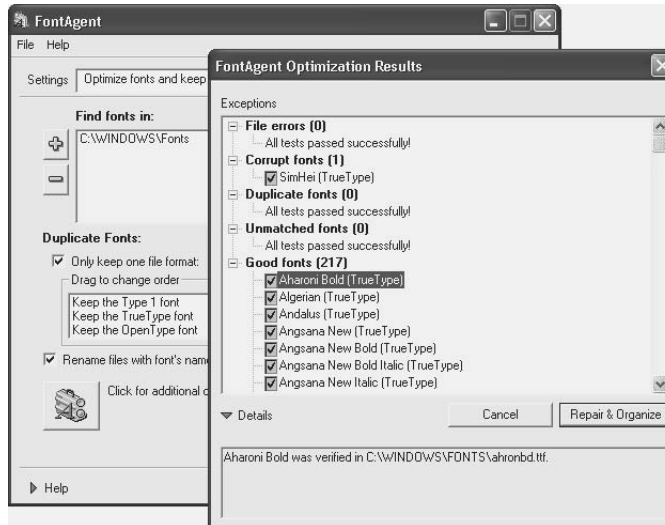 FontAgent
File Help
Settings Optimize fonts and keep
Find fonts in:
C:\WINDOWS\Fonts
Duplicate Fonts:
Only keep one file format:
Drag to change order
Keep the Type 1 font
Keep the TrueType font
Keep the OpenType font
Rename files with font's name
Click for additional
Help
FontAgent Optimization Results
Exceptions
File errors (0)
All tests passed successfully!
Corrupt fonts (1)
SimHei (TrueType)
Duplicate fonts (0)
All tests passed successfully!
Unmatched fonts (0)
All tests passed successfully!
Good fonts (217)
Aharoni Bold (TrueType)
Algerian (TrueType)
Andalus (TrueType)
Angsana New (TrueType)
Angsana New Bold (TrueType)
Angsana New Bold Italic (TrueType)
Angsana New Italic (TrueType)
Details Cancel Repair & Organize
Aharoni Bold was verified in C:\WINDOWS\FONTS\ahronbd.ttf.